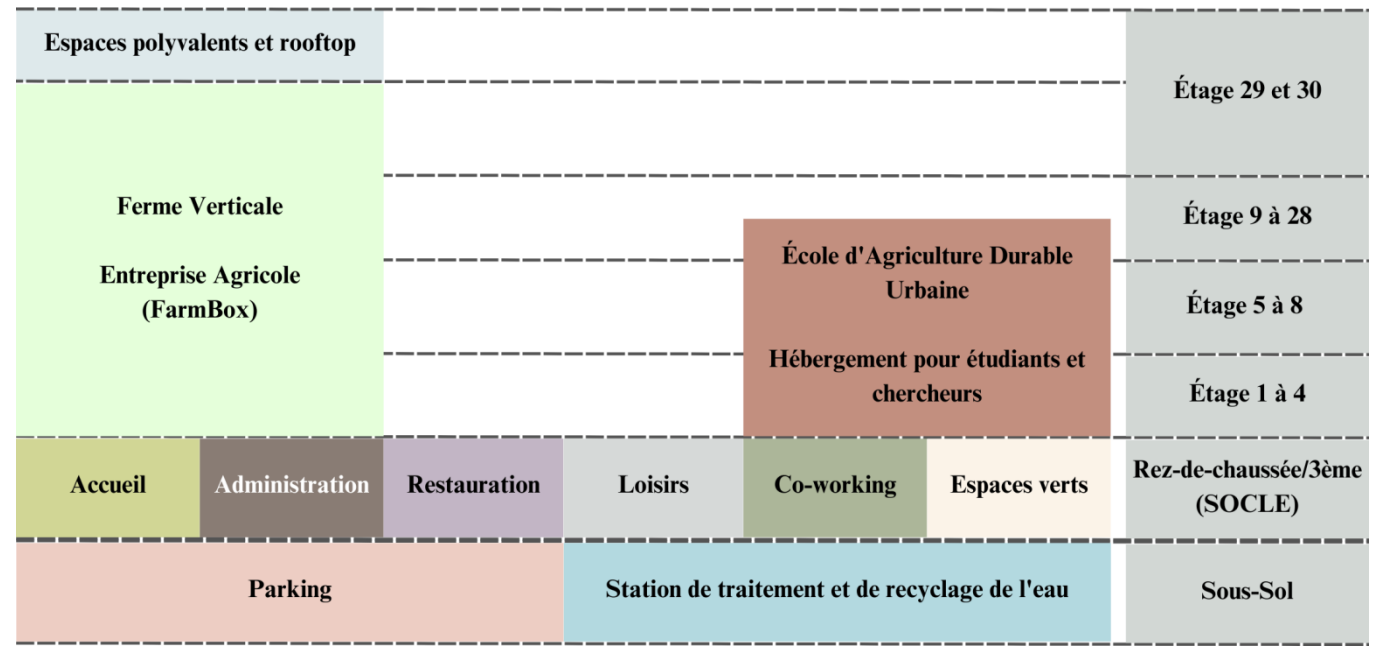 Espaces polyvalents et rooftop
Étage 29 et 30
Ferme Verticale
Étage 9 à 28
Entreprise Agricole
(FarmBox)
École d'Agriculture Durable
Urbaine
Étage 5 à 8
Hébergement pour étudiants et
chercheurs
Étage 1 à 4
Accueil
Administration
Restauration
Loisirs
Co-working
Espaces verts
Rez-de-chaussée/3ème
(SOCLE)
Parking
Station de traitement et de recyclage de l'eau
Sous-Sol